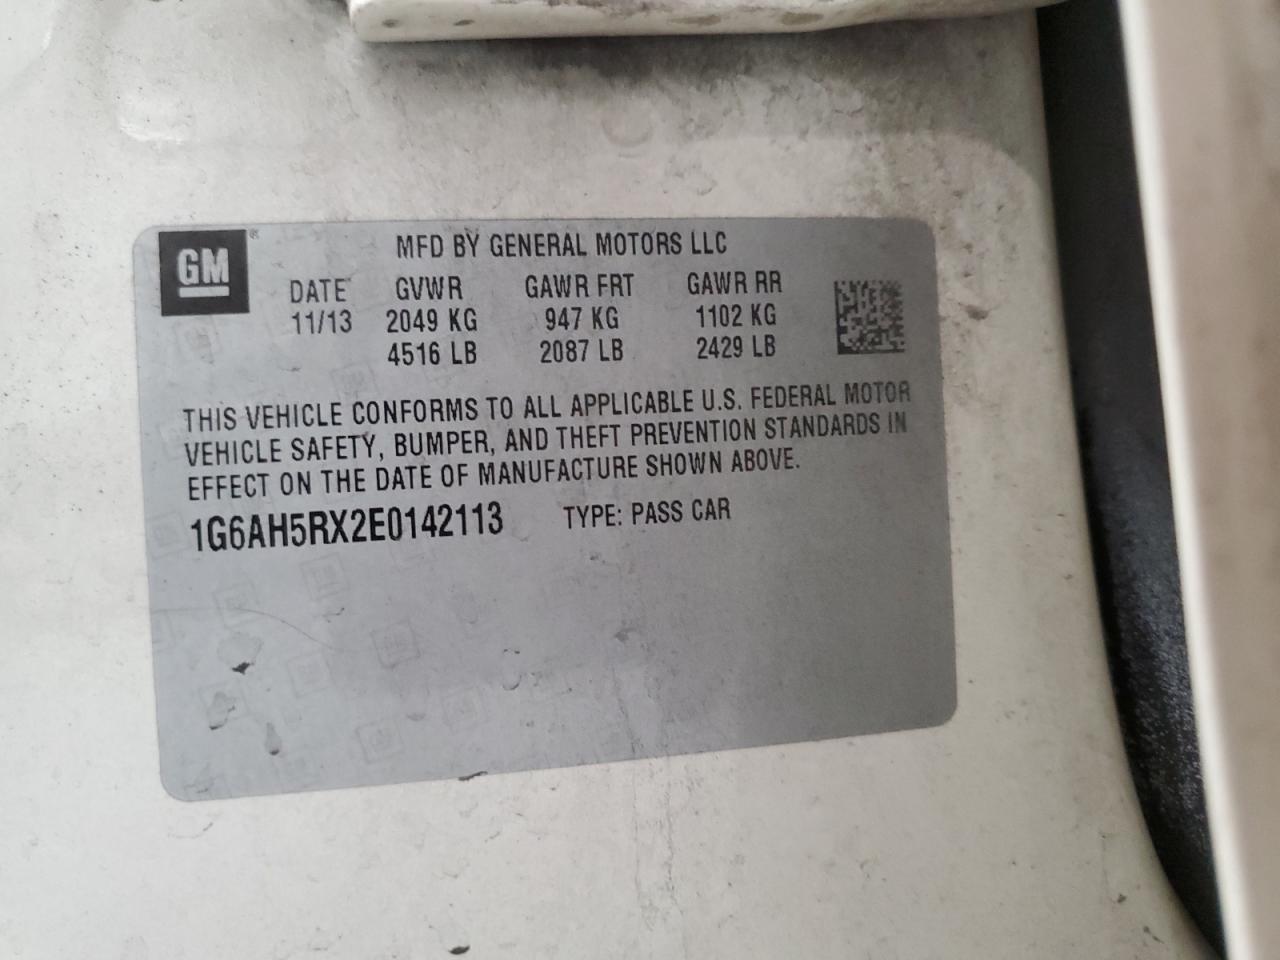 GM
MFD BY GENERAL MOTORS LLC
DATE GVWR GAWR FRT GAWR RR
11/13 2049 KG 947 KG 1102 KG
4516 LB 2087 LB 2429 LB
THIS VEHICLE CONFORMS TO ALL APPLICABLE U.S. FEDERAL MOTOR
VEHICLE SAFETY, BUMPER, AND THEFT PREVENTION STANDARDS IN
EFFECT ON THE DATE OF MANUFACTURE SHOWN ABOVE.
1G6AH5RX2E0142113 TYPE: PASS CAR